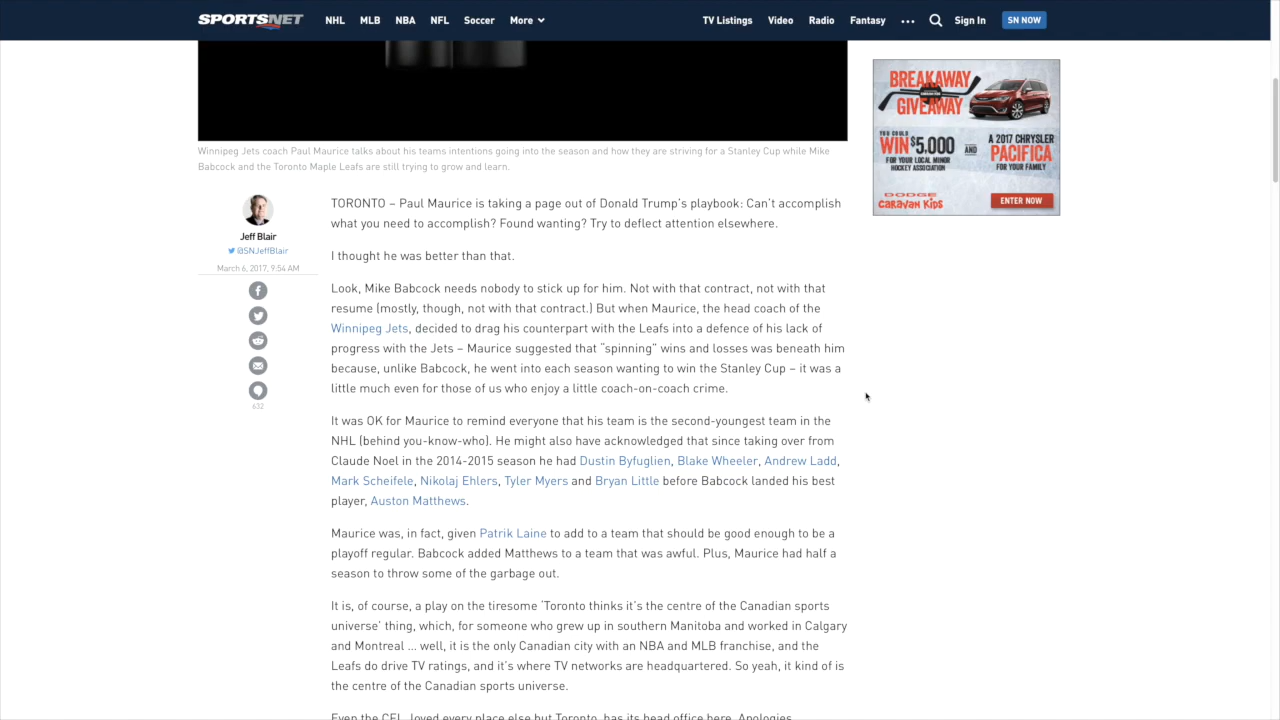 SPORTSNET NHL MLB NBA NFL Soccer More TV Listings Video Radio Fantasy ... Sign In SN NOW
Winnipeg Jets coach Paul Maurice talks about his teams intentions going into the season and how they are striving for a Stanley Cup while Mike
Babcock and the Toronto Maple Leafs are still trying to grow and learn.
Jeff Blair
@SNJeffBlair
March 6, 2017, 9:54 AM
632
TORONTO – Paul Maurice is taking a page out of Donald Trump's playbook: Can't accomplish
what you need to accomplish? Found wanting? Try to deflect attention elsewhere.
I thought he was better than that.
Look, Mike Babcock needs nobody to stick up for him. Not with that contract, not with that
resume (mostly, though, not with that contract.) But when Maurice, the head coach of the
Winnipeg Jets, decided to drag his counterpart with the Leafs into a defence of his lack of
progress with the Jets – Maurice suggested that "spinning" wins and losses was beneath him
because, unlike Babcock, he went into each season wanting to win the Stanley Cup – it was a
little much even for those of us who enjoy a little coach-on-coach crime.
It was OK for Maurice to remind everyone that his team is the second-youngest team in the
NHL (behind you-know-who). He might also have acknowledged that since taking over from
Claude Noel in the 2014-2015 season he had Dustin Byfuglien, Blake Wheeler, Andrew Ladd,
Mark Scheifele, Nikolaj Ehlers, Tyler Myers and Bryan Little before Babcock landed his best
player, Auston Matthews.
Maurice was, in fact, given Patrik Laine to add to a team that should be good enough to be a
playoff regular. Babcock added Matthews to a team that was awful. Plus, Maurice had half a
season to throw some of the garbage out.
It is, of course, a play on the tiresome 'Toronto thinks it's the centre of the Canadian sports
universe' thing, which, for someone who grew up in southern Manitoba and worked in Calgary
and Montreal ... well, it is the only Canadian city with an NBA and MLB franchise, and the
Leafs do drive TV ratings, and it's where TV networks are headquartered. So yeah, it kind of is
the centre of the Canadian sports universe.
Even the CFL, loved every place else but Toronto, has its head office here. Apologies
BREAKAWAY
GIVEAWAY
YOU COULD
WIN $5,000
FOR YOUR LOCAL MINOR
HOCKEY ASSOCIATION
AND
A 2017 CHRYSLER
PACIFICA
FOR YOUR FAMILY
DODGE
CARAVAN KIDS
ENTER NOW